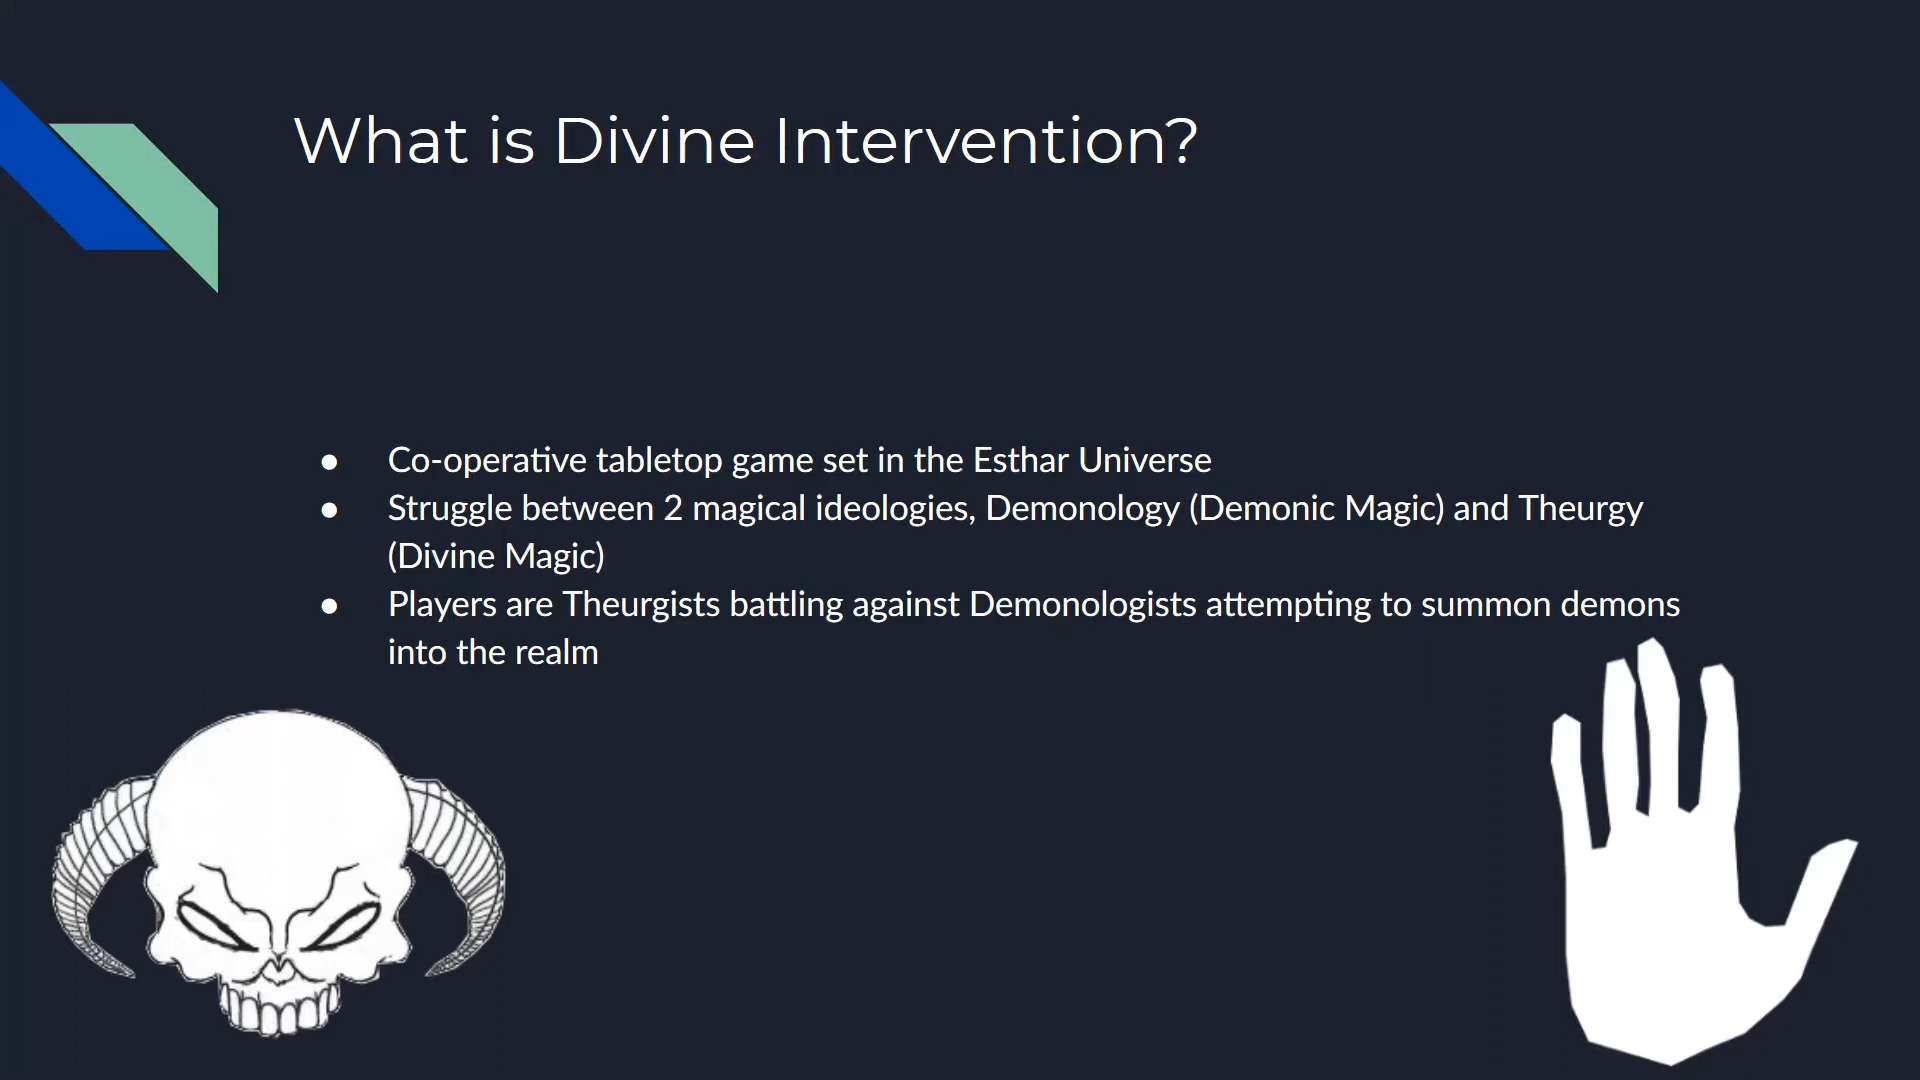 What is Divine Intervention?
● Co-operative tabletop game set in the Esthar Universe
● Struggle between 2 magical ideologies, Demonology (Demonic Magic) and Theurgy
(Divine Magic)
● Players are Theurgists battling against Demonologists attempting to summon demons
into the realm